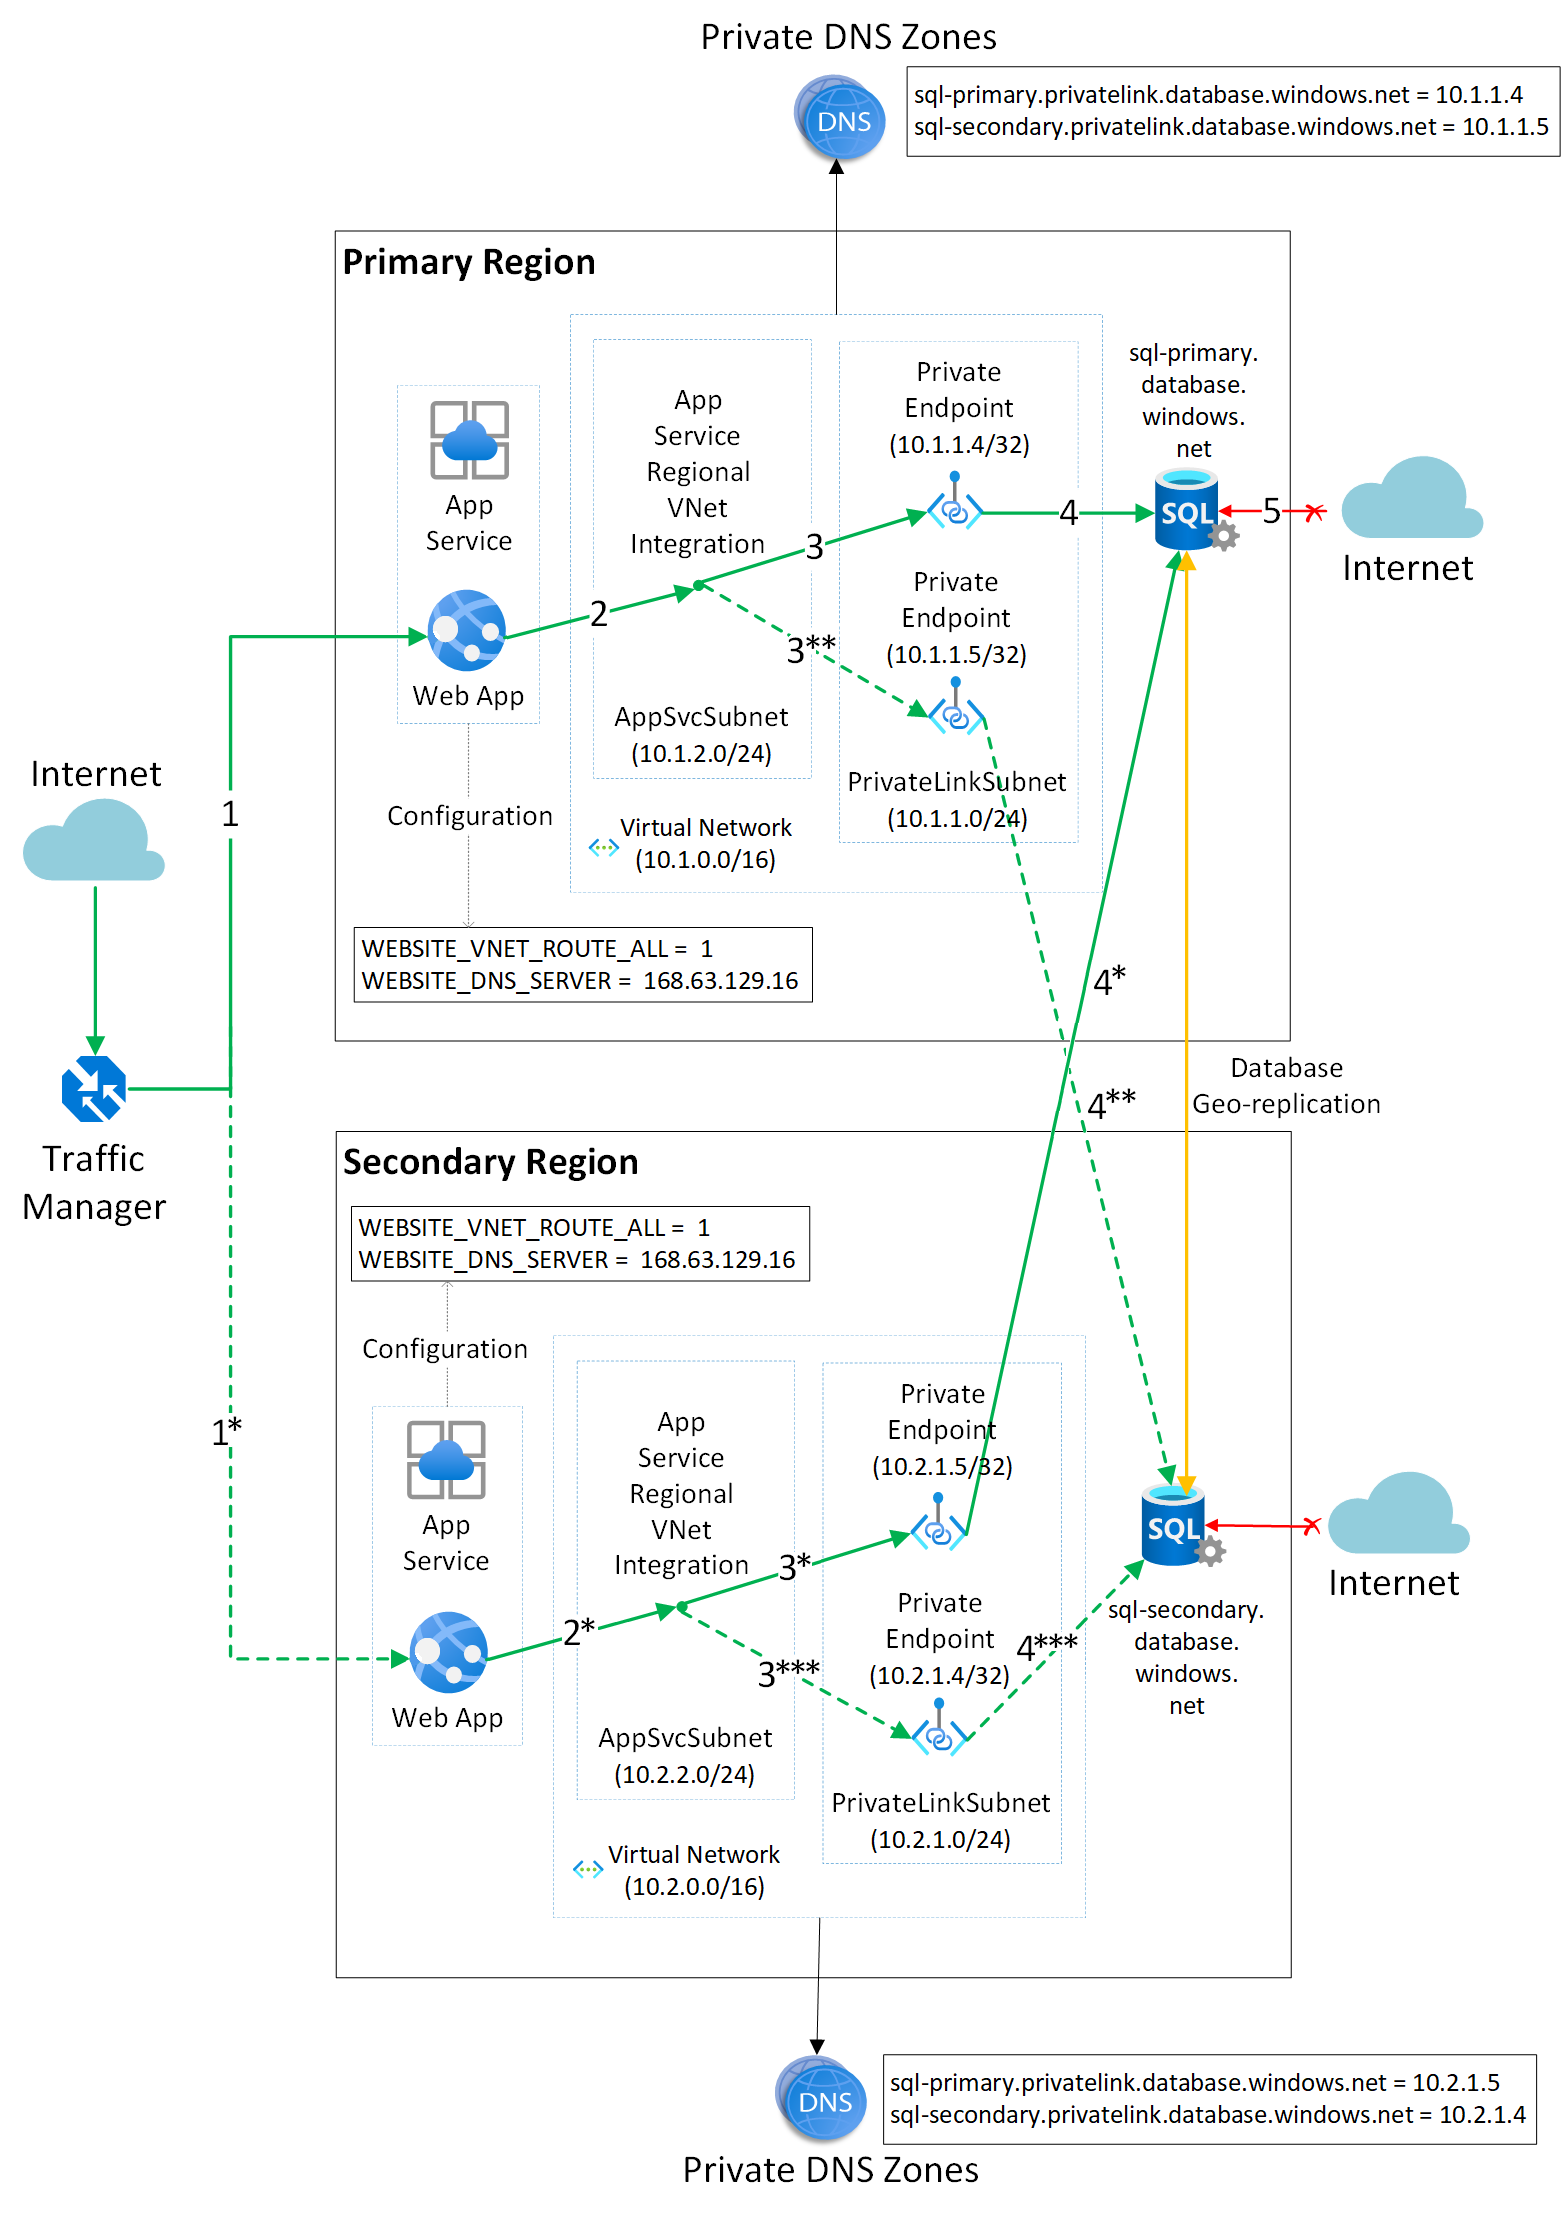 Private DNS Zones
DNS
sql-primary.privatelink.database.windows.net = 10.1.1.4
sql-secondary.privatelink.database.windows.net = 10.1.1.5
Primary Region
App
Service
Web App
App
Service
Regional
VNet
Integration
AppSvcSubnet
(10.1.2.0/24)
Private
Endpoint
(10.1.1.4/32)
Private
Endpoint
(10.1.1.5/32)
PrivateLinkSubnet
(10.1.1.0/24)
Virtual Network
(10.1.0.0/16)
sql-primary.
database.
windows.
net
SQL
Internet
1
2
3
3**
4
5
Configuration
WEBSITE_VNET_ROUTE_ALL = 1
WEBSITE_DNS_SERVER = 168.63.129.16
Internet
Traffic
Manager
4*
4**
Database
Geo-replication
Secondary Region
WEBSITE_VNET_ROUTE_ALL = 1
WEBSITE_DNS_SERVER = 168.63.129.16
Configuration
App
Service
Web App
1*
2*
3*
3***
4***
App
Service
Regional
VNet
Integration
AppSvcSubnet
(10.2.2.0/24)
Private
Endpoint
(10.2.1.5/32)
Private
Endpoint
(10.2.1.4/32)
PrivateLinkSubnet
(10.2.1.0/24)
Virtual Network
(10.2.0.0/16)
SQL
sql-secondary.
database.
windows.
net
Internet
DNS
sql-primary.privatelink.database.windows.net = 10.2.1.5
sql-secondary.privatelink.database.windows.net = 10.2.1.4
Private DNS Zones